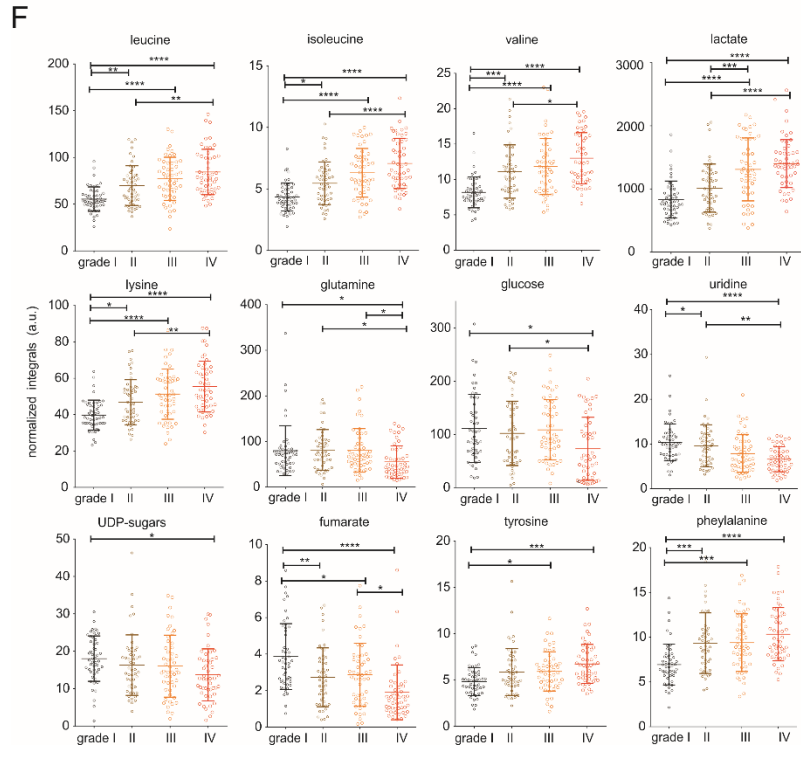 F
leucine isoleucine valine lactate
**** **** **** ****
** * *** ***
**** **** **** ****
** **** * ****
200 15 25 3000
150 20
10 2000
100 15
10
50 5 1000
5
0 0 0 0
grade I II III IV grade I II III IV grade I II III IV grade I II III IV
normalized integrals (a.u.)
lysine glutamine glucose uridine
**** * * ****
* * * *
**** * **
**
100 400 300 40
80 300 30
60 200 200 20
40
20 100 100 10
0 0 0 0
grade I II III IV grade I II III IV grade I II III IV grade I II III IV
UDP-sugars fumarate tyrosine pheylalanine
* **** *** ****
** * ***
* * ***
50 10 20 20
40 8 15 15
30 6
20 4 10 10
10 2 5 5
0 0 0 0
grade I II III IV grade I II III IV grade I II III IV grade I II III IV